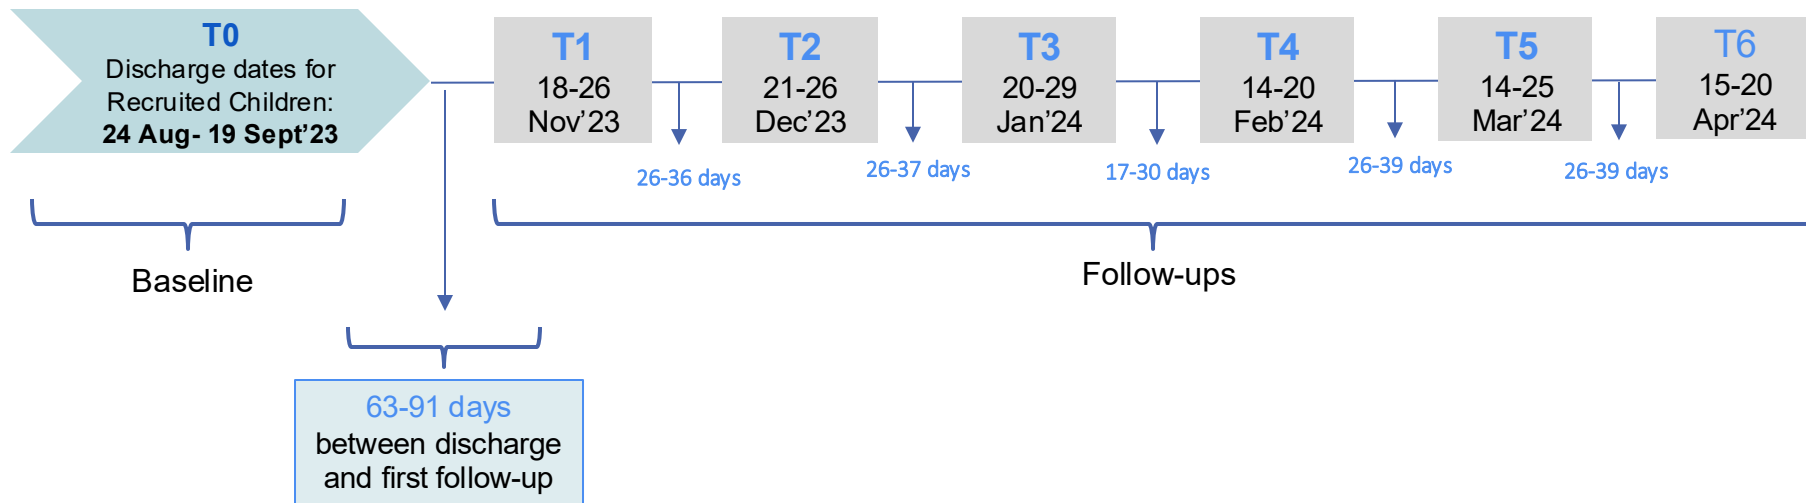 T0
Discharge dates for
Recruited Children:
24 Aug- 19 Sept’23
T1
18-26
Nov’23
T2
21-26
Dec’23
T3
20-29
Jan’24
T4
14-20
Feb’24
T5
14-25
Mar’24
T6
15-20
Apr’24
26-36 days
26-37 days
17-30 days
26-39 days
26-39 days
Baseline
Follow-ups
63-91 days
between discharge
and first follow-up